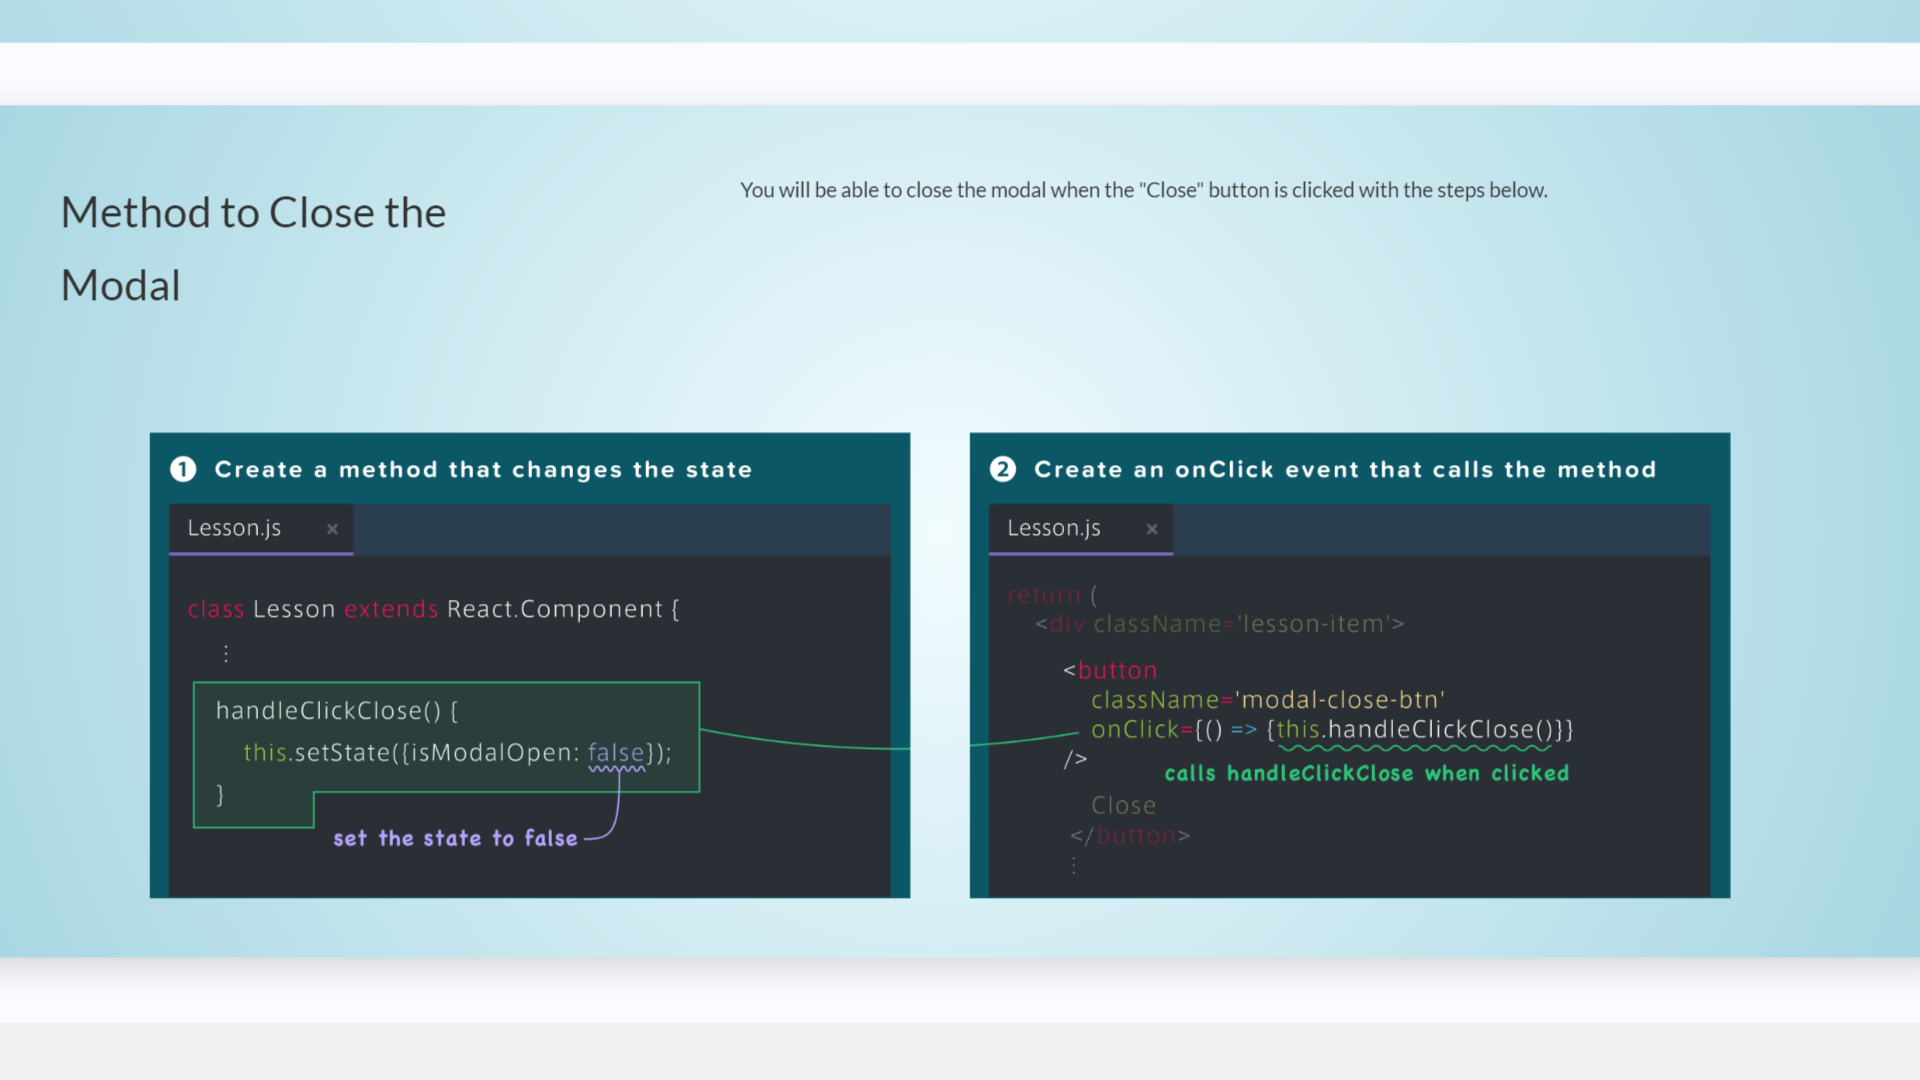 Method to Close the
Modal
You will be able to close the modal when the "Close" button is clicked with the steps below.
1 Create a method that changes the state
Lesson.js ×
class Lesson extends React.Component {
⋮
handleClickClose() {
this.setState({isModalOpen: false});
}
set the state to false
2 Create an onClick event that calls the method
Lesson.js ×
return (
<div className='lesson-item'>
<button
className='modal-close-btn'
onClick={() => {this.handleClickClose()}}
/>
calls handleClickClose when clicked
Close
</button>
⋮